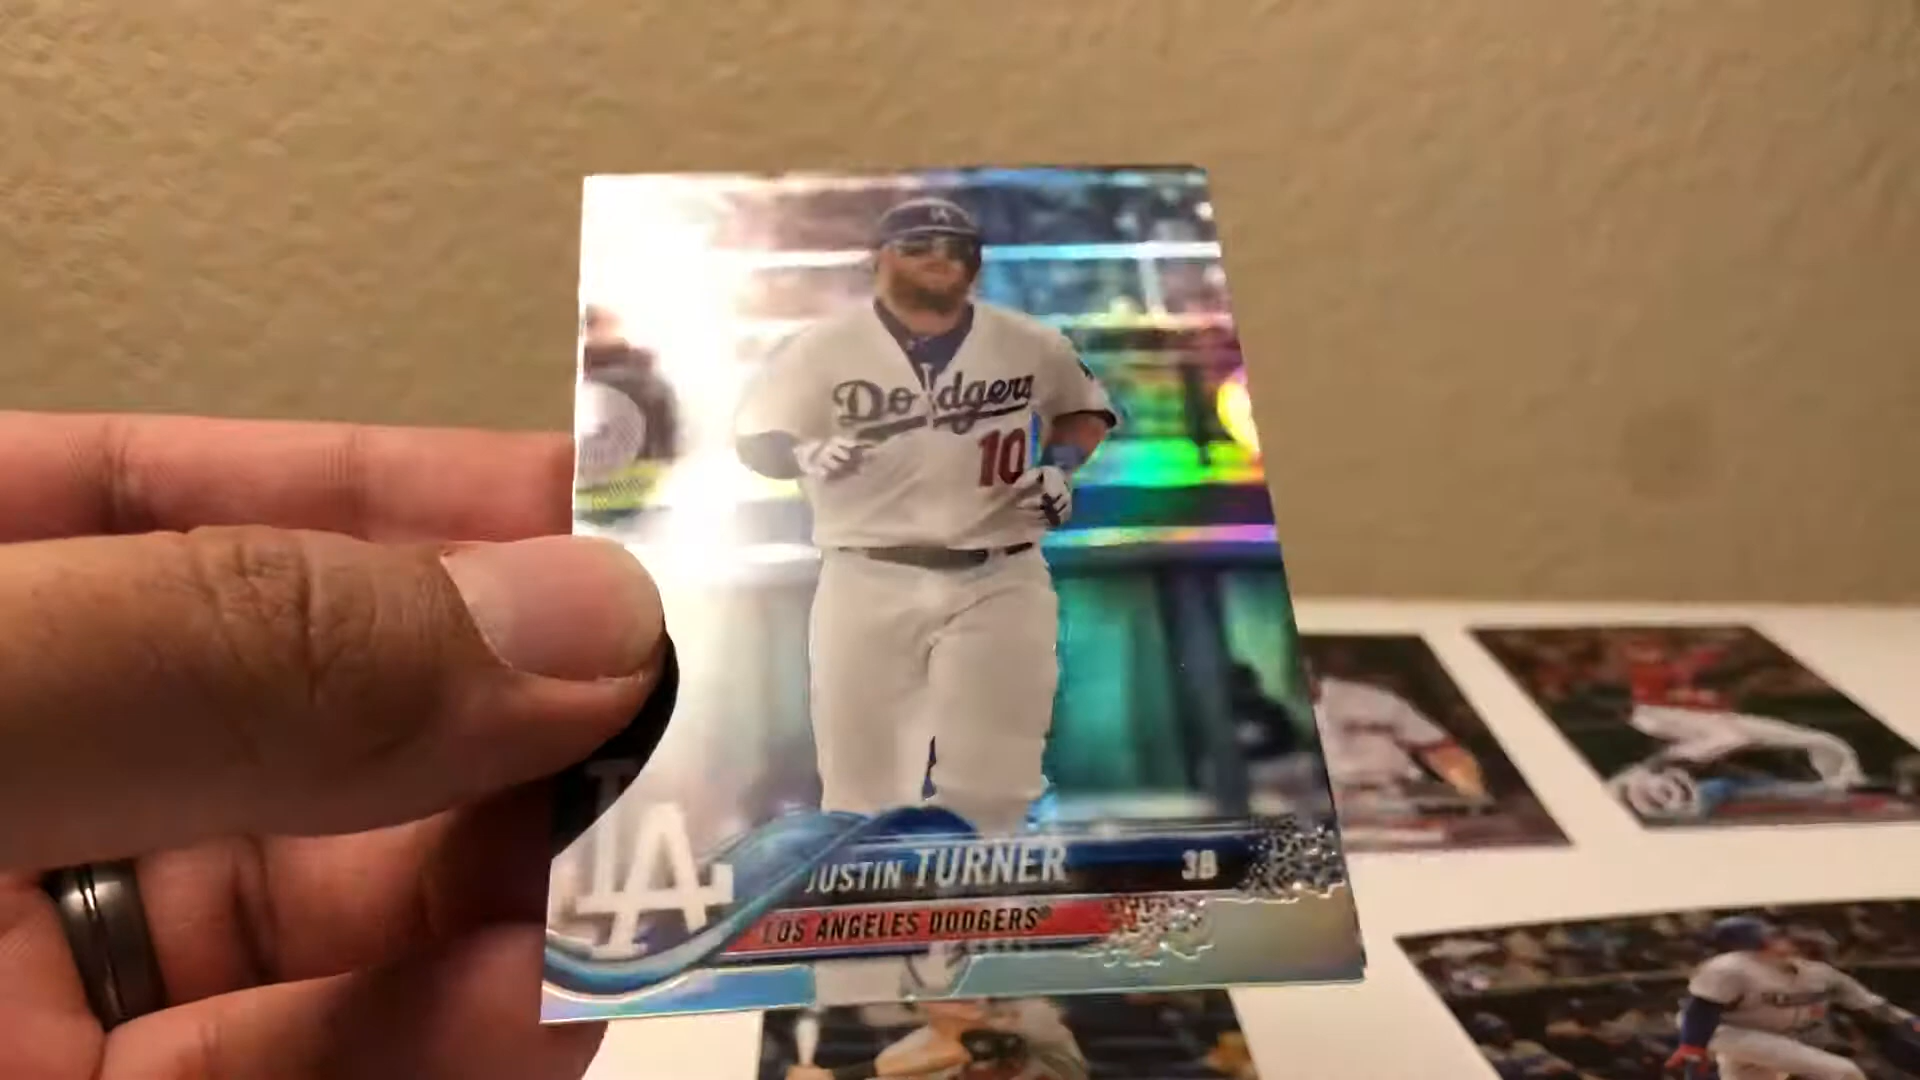 Dodgers
10
LA
JUSTIN TURNER 3B
LOS ANGELES DODGERS®